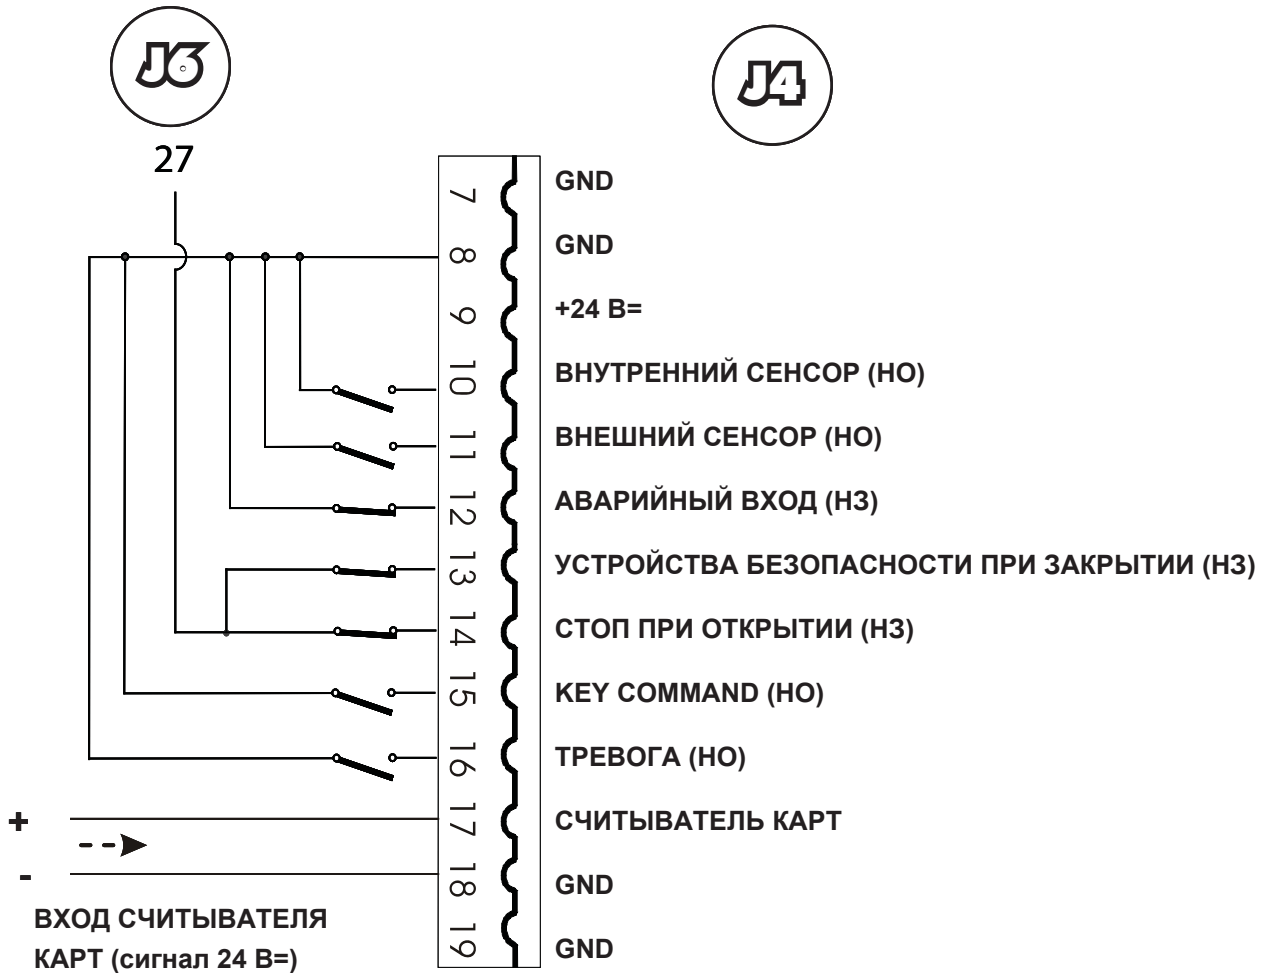 J6
J4
27
7 GND
8 GND
9 +24 В=
10 ВНУТРЕННИЙ СЕНСОР (НО)
11 ВНЕШНИЙ СЕНСОР (НО)
12 АВАРИЙНЫЙ ВХОД (НЗ)
13 УСТРОЙСТВА БЕЗОПАСНОСТИ ПРИ ЗАКРЫТИИ (НЗ)
14 СТОП ПРИ ОТКРЫТИИ (НЗ)
15 KEY COMMAND (НО)
16 ТРЕВОГА (НО)
+ 17 СЧИТЫВАТЕЛЬ КАРТ
- 18 GND
ВХОД СЧИТЫВАТЕЛЯ
КАРТ (сигнал 24 В=)
19 GND